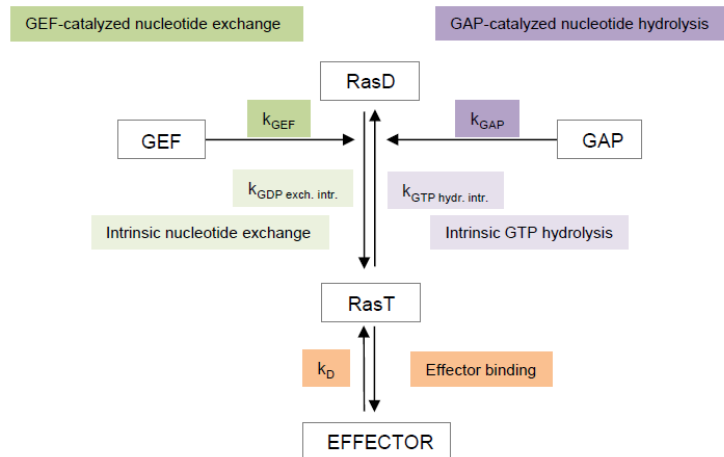 GEF-catalyzed nucleotide exchange
GAP-catalyzed nucleotide hydrolysis
RasD
kGEF
kGAP
GEF
GAP
kGDP exch. intr.
kGTP hydr. intr.
Intrinsic nucleotide exchange
Intrinsic GTP hydrolysis
RasT
kD
Effector binding
EFFECTOR